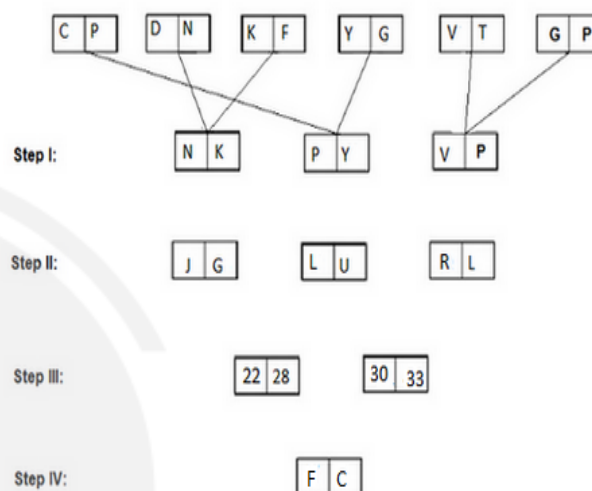 C P D N K F Y G V T G P
Step I: N K P Y V P
Step II: J G L U R L
Step III: 22 28 30 33
Step IV: F C